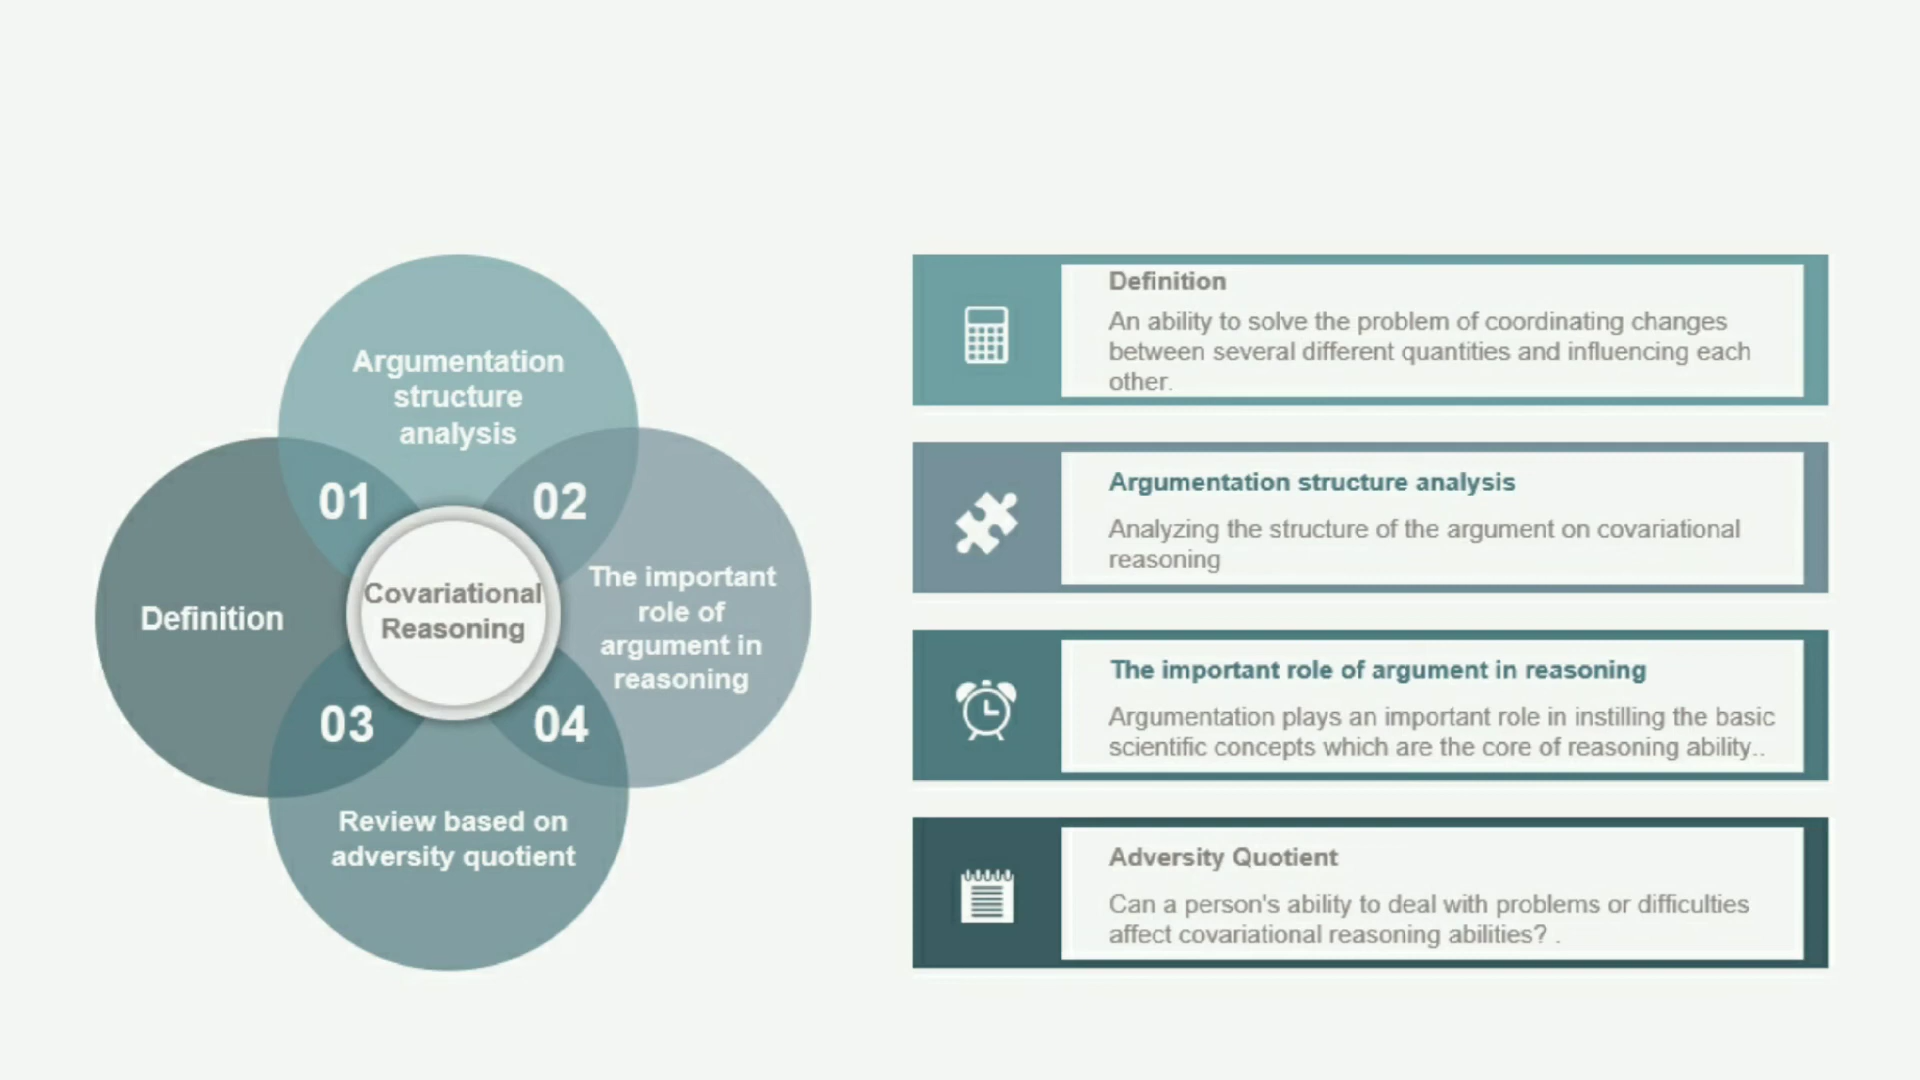 Argumentation
structure
analysis
01
02
Definition
Covariational
Reasoning
The important
role of
argument in
reasoning
03
04
Review based on
adversity quotient
Definition
An ability to solve the problem of coordinating changes
between several different quantities and influencing each
other.
Argumentation structure analysis
Analyzing the structure of the argument on covariational
reasoning
The important role of argument in reasoning
Argumentation plays an important role in instilling the basic
scientific concepts which are the core of reasoning ability..
Adversity Quotient
Can a person's ability to deal with problems or difficulties
affect covariational reasoning abilities? .